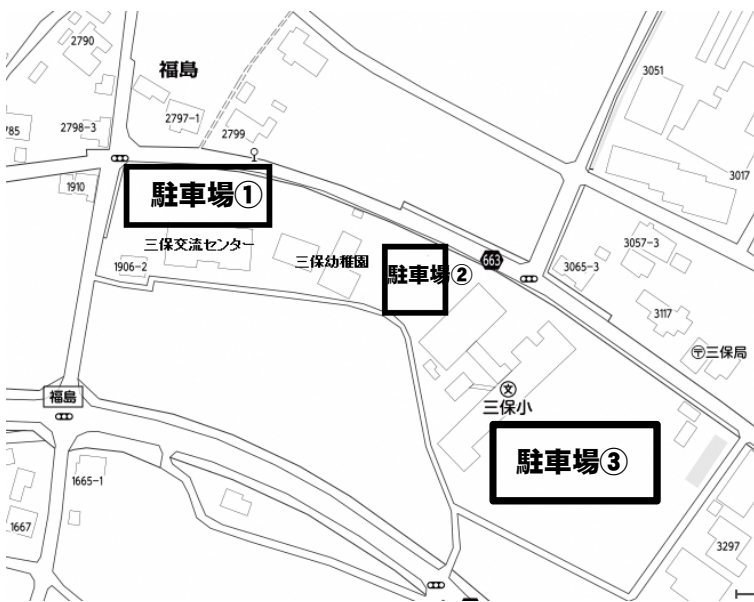 2790
福島
3051
2797-1
785
2798-3
2799
3017
1910
駐車場①
三保交流センター
3057-3
三保幼稚園
663
1906-2
駐車場②
3065-3
3117
〒三保局
福島
文
三保小
駐車場③
1665-1
1667
3297